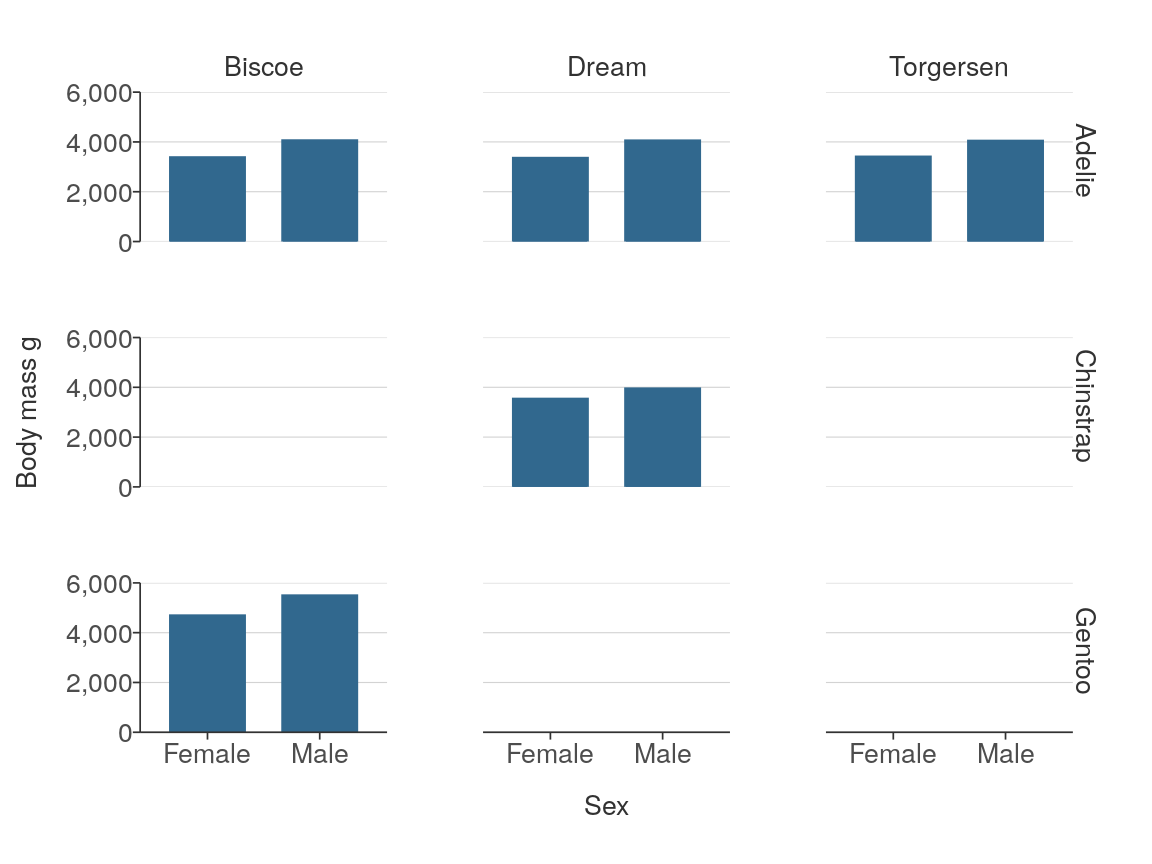 Biscoe Dream Torgersen
6,000
4,000
2,000
0
Adelie
Body mass g
6,000
4,000
2,000
0
Chinstrap
6,000
4,000
2,000
0
Gentoo
Female Male Female Male Female Male
Sex